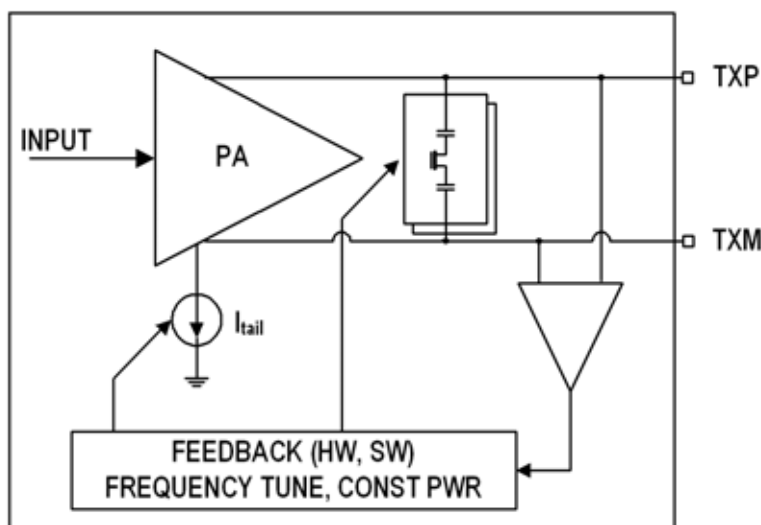 TXP
INPUT
PA
TXM
Itail
FEEDBACK (HW, SW)
FREQUENCY TUNE, CONST PWR